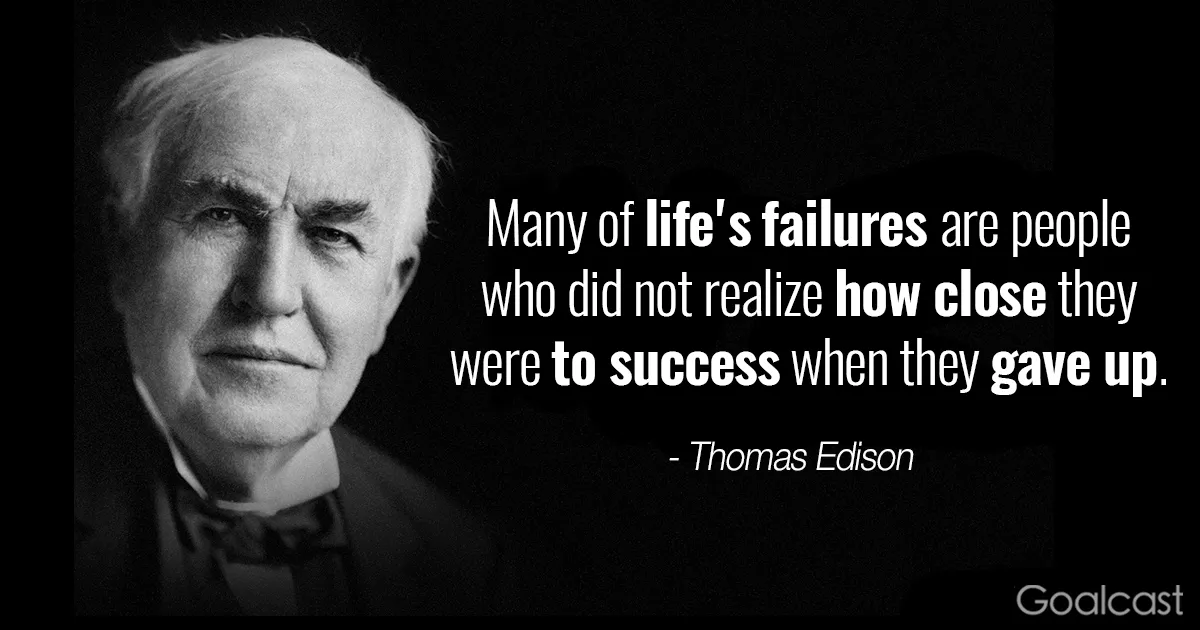 Many of life's failures are people
who did not realize how close they
were to success when they gave up.
- Thomas Edison
Goalcast